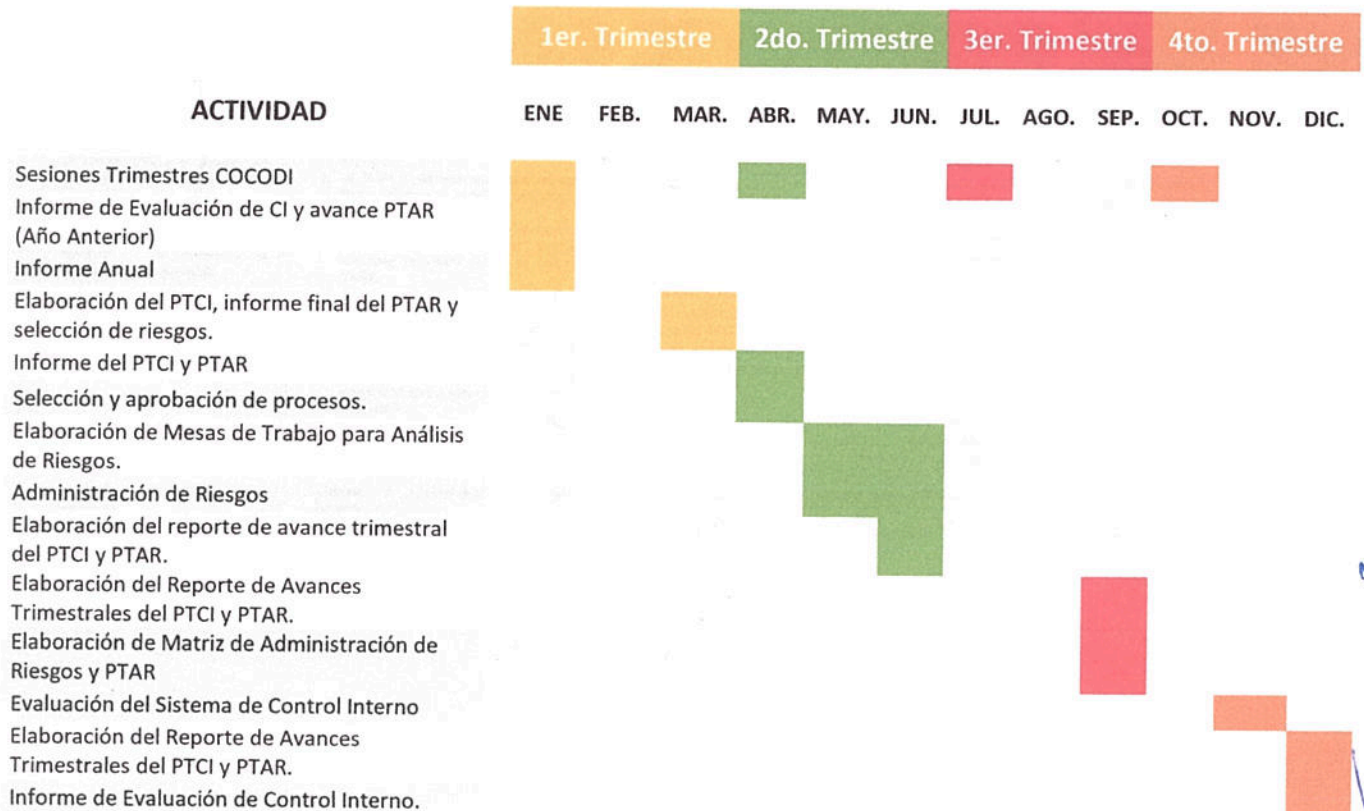 1er. Trimestre 2do. Trimestre 3er. Trimestre 4to. Trimestre
ACTIVIDAD ENE FEB. MAR. ABR. MAY. JUN. JUL. AGO. SEP. OCT. NOV. DIC.
Sesiones Trimestres COCODI
Informe de Evaluación de CI y avance PTAR
(Año Anterior)
Informe Anual
Elaboración del PTCI, informe final del PTAR y
selección de riesgos.
Informe del PTCI y PTAR
Selección y aprobación de procesos.
Elaboración de Mesas de Trabajo para Análisis
de Riesgos.
Administración de Riesgos
Elaboración del reporte de avance trimestral
del PTCI y PTAR.
Elaboración del Reporte de Avances
Trimestrales del PTCI y PTAR.
Elaboración de Matriz de Administración de
Riesgos y PTAR
Evaluación del Sistema de Control Interno
Elaboración del Reporte de Avances
Trimestrales del PTCI y PTAR.
Informe de Evaluación de Control Interno.